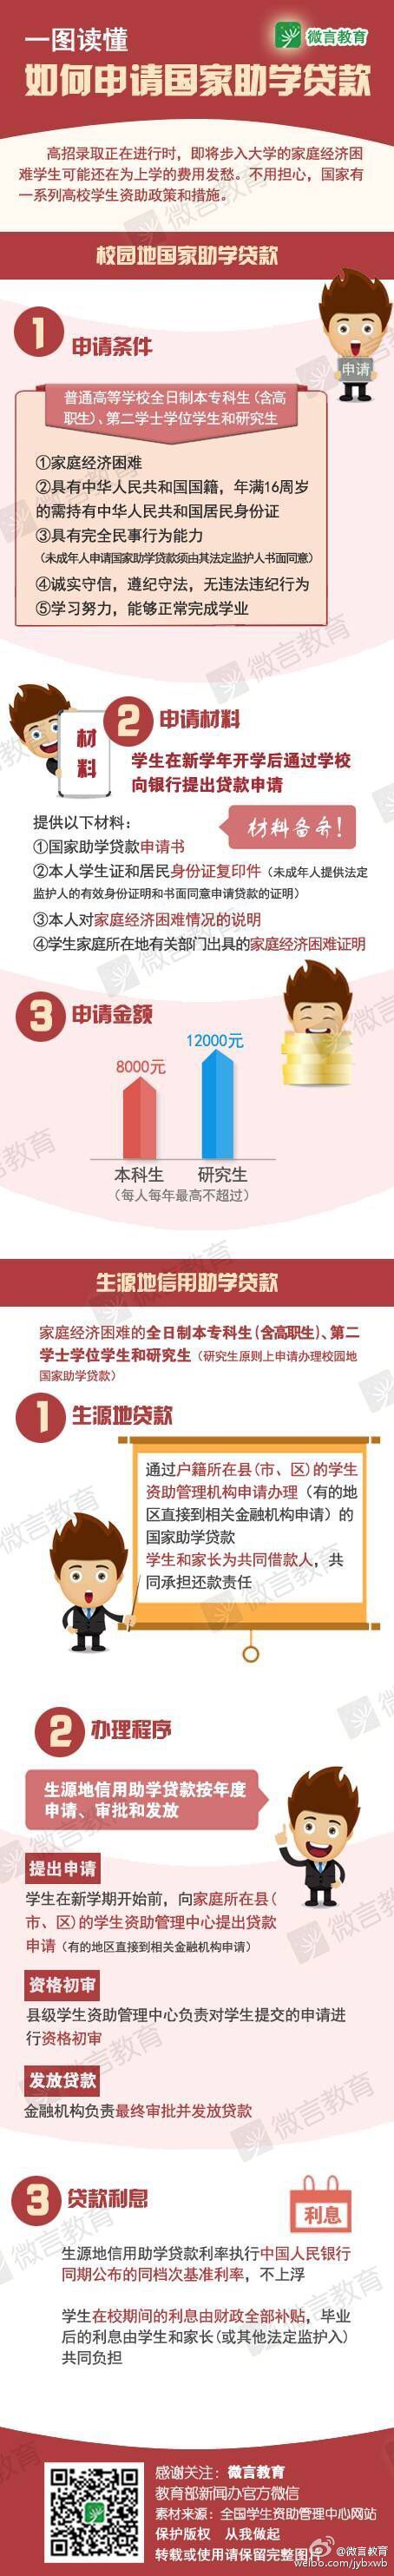 一图读懂
微言教育
如何申请国家助学贷款
高招录取正在进行时，即将步入大学的家庭经济困
难学生可能还在为上学的费用发愁。不用担心，国家有
一系列高校学生资助政策和措施。
校园地国家助学贷款
1 申请条件
申请
普通高等学校全日制本专科生(含高
职生)、第二学士学位学生和研究生
①家庭经济困难
②具有中华人民共和国国籍，年满16周岁
的需持有中华人民共和国居民身份证
③具有完全民事行为能力
（未成年人申请国家助学贷款须由其法定监护人书面同意）
④诚实守信，遵纪守法，无违法违纪行为
⑤学习努力，能够正常完成学业
材料
2 申请材料
学生在新学年开学后通过学校
向银行提出贷款申请
提供以下材料：
材料备齐！
①国家助学贷款申请书
②本人学生证和居民身份证复印件（未成年人提供法定
监护人的有效身份证明和书面同意申请贷款的证明）
③本人对家庭经济困难情况的说明
④学生家庭所在地有关部门出具的家庭经济困难证明
3 申请金额
12000元
8000元
本科生 研究生
（每人每年最高不超过）
生源地信用助学贷款
家庭经济困难的全日制本专科生(含高职生)、第二
学士学位学生和研究生（研究生原则上申请办理校园地
国家助学贷款）
1 生源地贷款
通过户籍所在县(市、区)的学生
资助管理机构申请办理（有的地
区直接到相关金融机构申请）的
国家助学贷款
学生和家长为共同借款人，共
同承担还款责任
2 办理程序
生源地信用助学贷款按年度
申请、审批和发放
提出申请
学生在新学期开始前，向家庭所在县(
市、区)的学生资助管理中心提出贷款
申请（有的地区直接到相关金融机构申请）
资格初审
县级学生资助管理中心负责对学生提交的申请进
行资格初审
发放贷款
金融机构负责最终审批并发放贷款
3 贷款利息
利息
生源地信用助学贷款利率执行中国人民银行
同期公布的同档次基准利率，不上浮
学生在校期间的利息由财政全部补贴，毕业
后的利息由学生和家长(或其他法定监护入)
共同负担
感谢关注：微言教育
教育部新闻办官方微信
素材来源：全国学生资助管理中心网站
保护版权 从我做起
转载或使用请保留完整图片
@微言教育
weibo.com/jybxwb